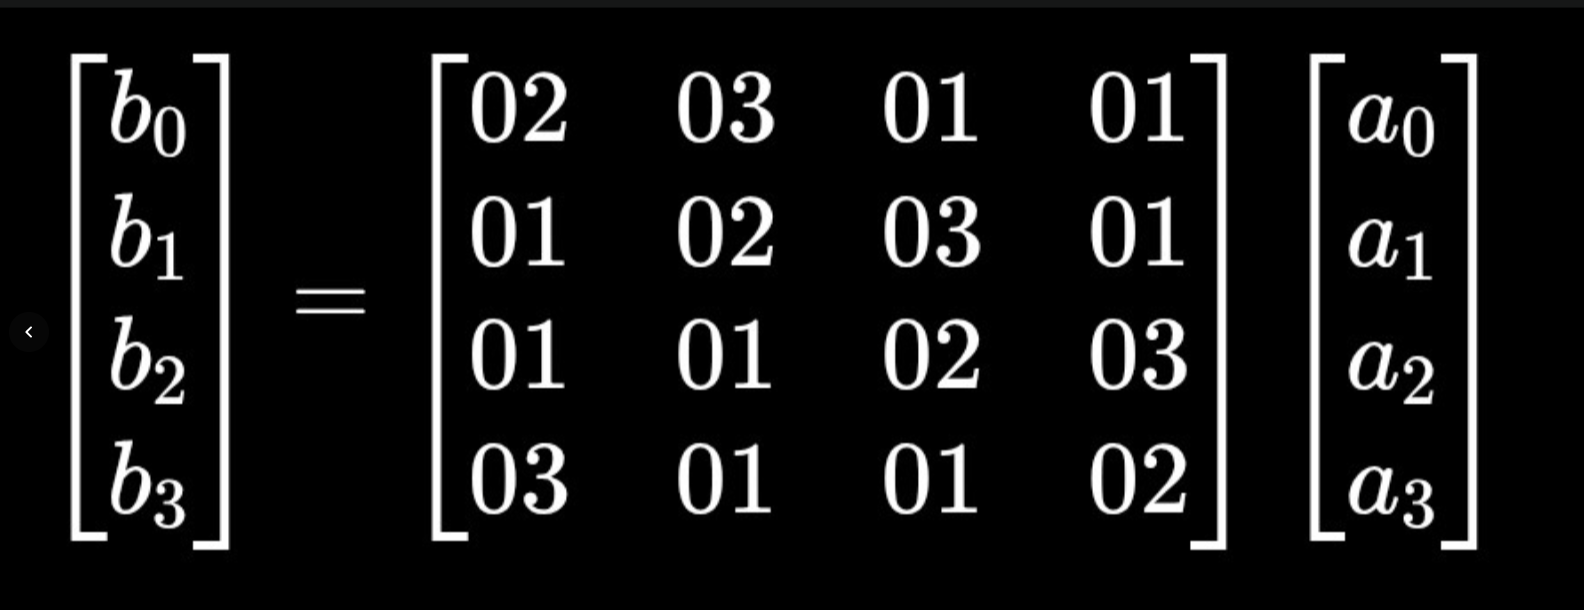 b₀ 02 03 01 01 a₀
b₁ 01 02 03 01 a₁
=
b₂ 01 01 02 03 a₂
b₃ 03 01 01 02 a₃